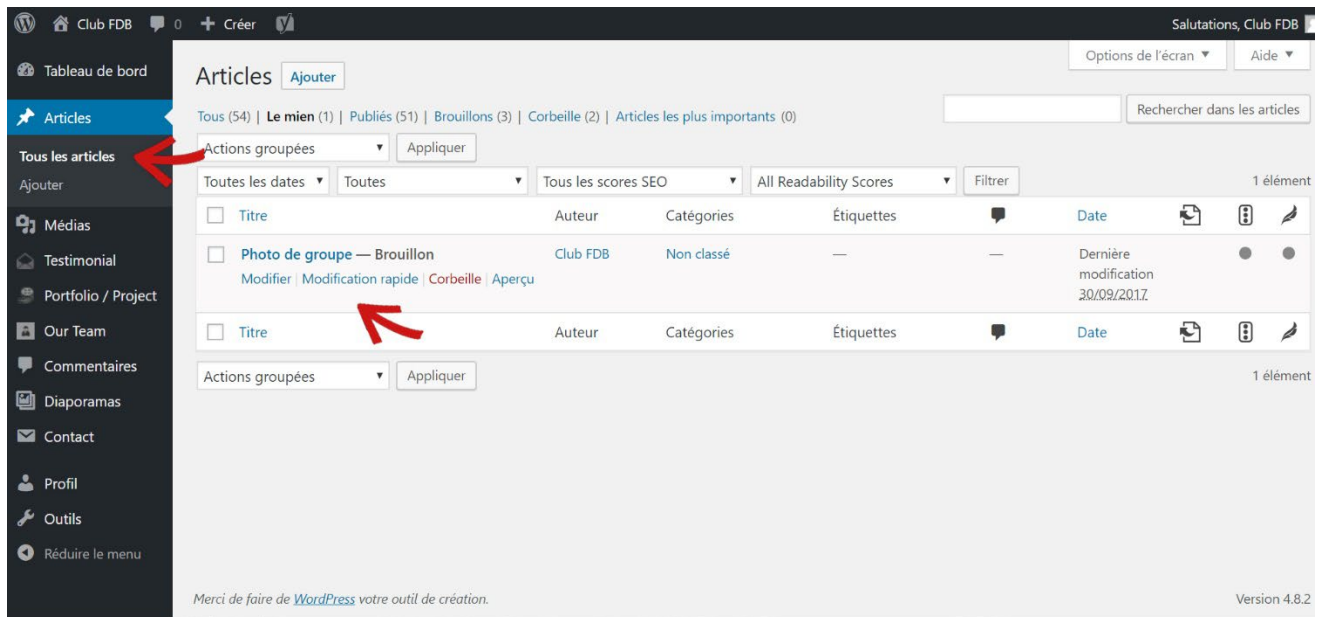 Club FDB 0 + Créer Salutations, Club FDB
Options de l'écran ▼ Aide ▼
Tableau de bord
Articles
Tous les articles
Ajouter
Médias
Testimonial
Portfolio / Project
Our Team
Commentaires
Diaporamas
Contact
Profil
Outils
Réduire le menu
Articles Ajouter
Tous (54) | Le mien (1) | Publiés (51) | Brouillons (3) | Corbeille (2) | Articles les plus importants (0)
Rechercher dans les articles
Actions groupées ▼ Appliquer
Toutes les dates ▼ Toutes ▼ Tous les scores SEO ▼ All Readability Scores ▼ Filtrer 1 élément
Titre Auteur Catégories Étiquettes Date
Photo de groupe — Brouillon Club FDB Non classé — — Dernière
Modifier | Modification rapide | Corbeille | Aperçu modification
30/09/2017
Titre Auteur Catégories Étiquettes Date
Actions groupées ▼ Appliquer 1 élément
Merci de faire de WordPress votre outil de création. Version 4.8.2